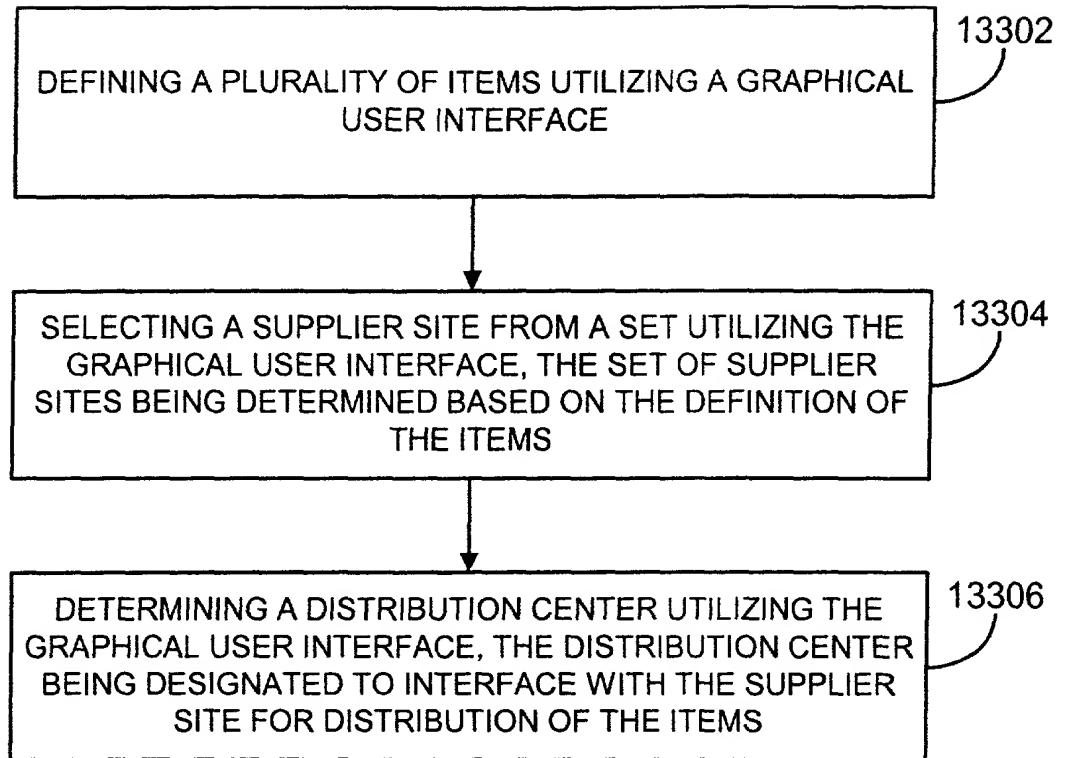 13302
DEFINING A PLURALITY OF ITEMS UTILIZING A GRAPHICAL
USER INTERFACE
13304
SELECTING A SUPPLIER SITE FROM A SET UTILIZING THE
GRAPHICAL USER INTERFACE, THE SET OF SUPPLIER
SITES BEING DETERMINED BASED ON THE DEFINITION OF
THE ITEMS
13306
DETERMINING A DISTRIBUTION CENTER UTILIZING THE
GRAPHICAL USER INTERFACE, THE DISTRIBUTION CENTER
BEING DESIGNATED TO INTERFACE WITH THE SUPPLIER
SITE FOR DISTRIBUTION OF THE ITEMS